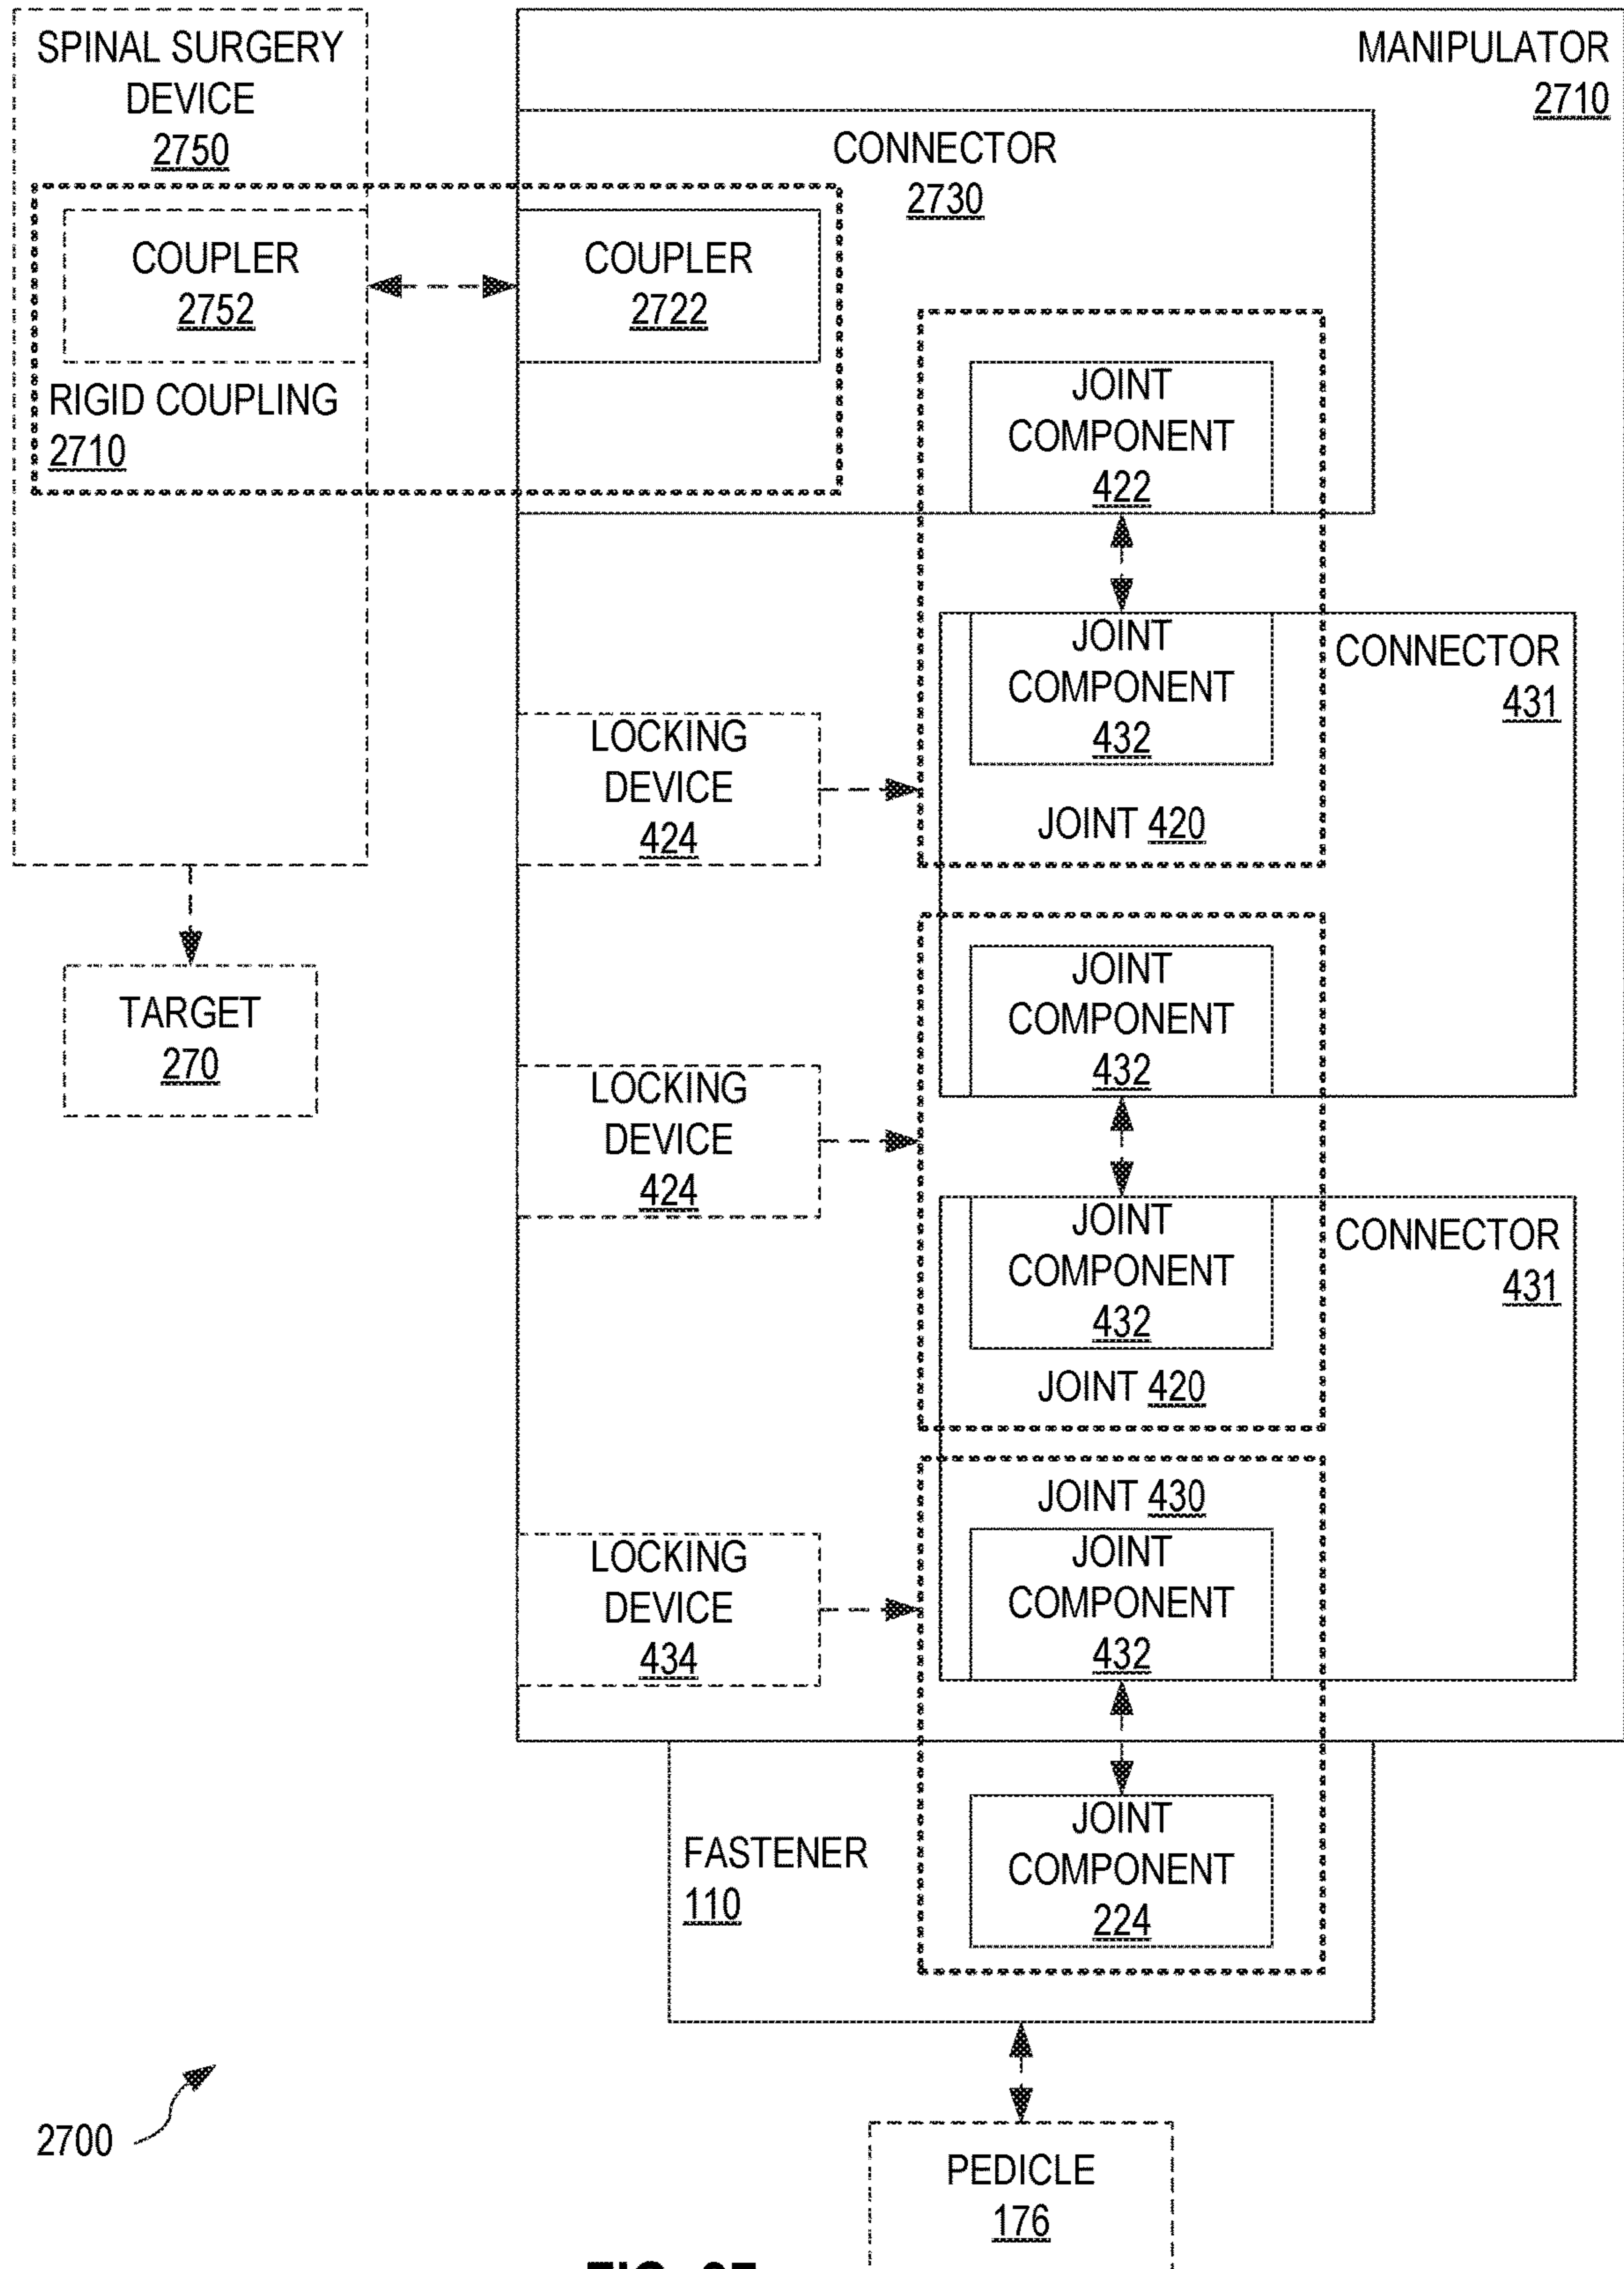 SPINAL SURGERY
DEVICE
2750
MANIPULATOR
2710
CONNECTOR
2730
COUPLER
2752
COUPLER
2722
RIGID COUPLING
2710
JOINT
COMPONENT
422
JOINT
COMPONENT
432
CONNECTOR
431
LOCKING
DEVICE
424
JOINT 420
TARGET
270
JOINT
COMPONENT
432
LOCKING
DEVICE
424
JOINT
COMPONENT
432
CONNECTOR
431
JOINT 420
JOINT 430
LOCKING
DEVICE
434
JOINT
COMPONENT
432
FASTENER
110
JOINT
COMPONENT
224
2700
PEDICLE
176